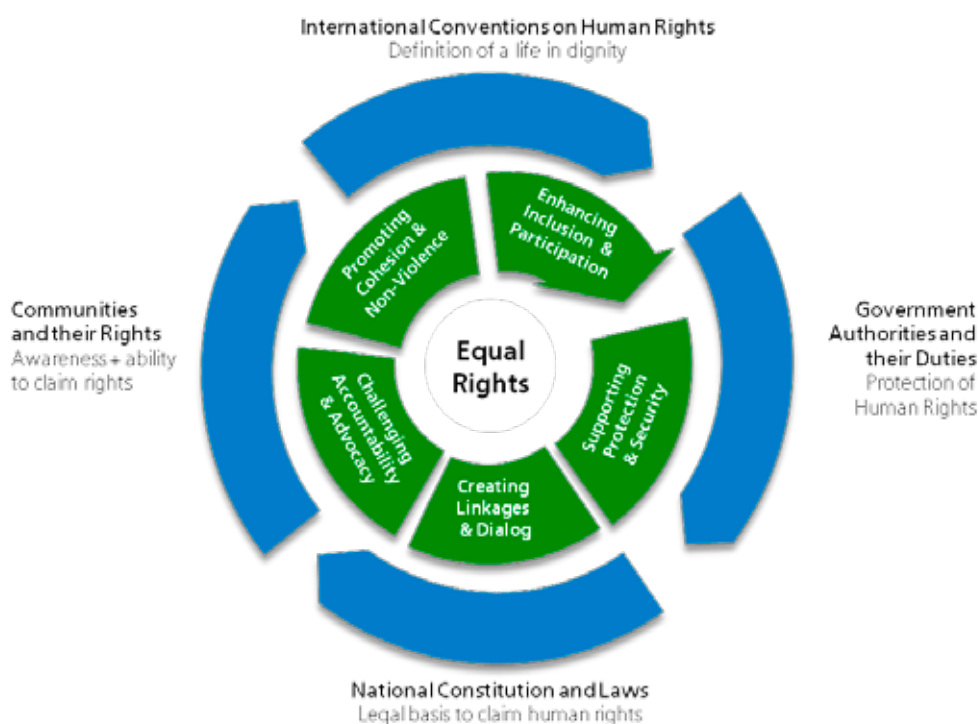 International Conventions on Human Rights
Definition of a life in dignity
Enhancing
Inclusion &
Participation
Promoting
Cohesion &
Non-Violence
Communities
and their Rights
Awareness + ability
to claim rights
Equal
Rights
Government
Authorities and
their Duties
Protection of
Human Rights
Challenging
Accountability
& Advocacy
Supporting
Protection
& Security
Creating
Linkages
& Dialog
National Constitution and Laws
Legal basis to claim human rights